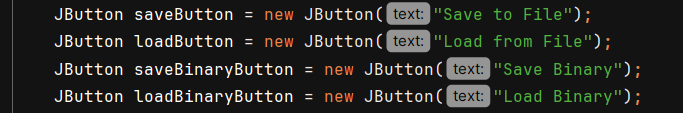 JButton saveButton = new JButton( text: "Save to File");
JButton loadButton = new JButton( text: "Load from File");
JButton saveBinaryButton = new JButton( text: "Save Binary");
JButton loadBinaryButton = new JButton( text: "Load Binary");